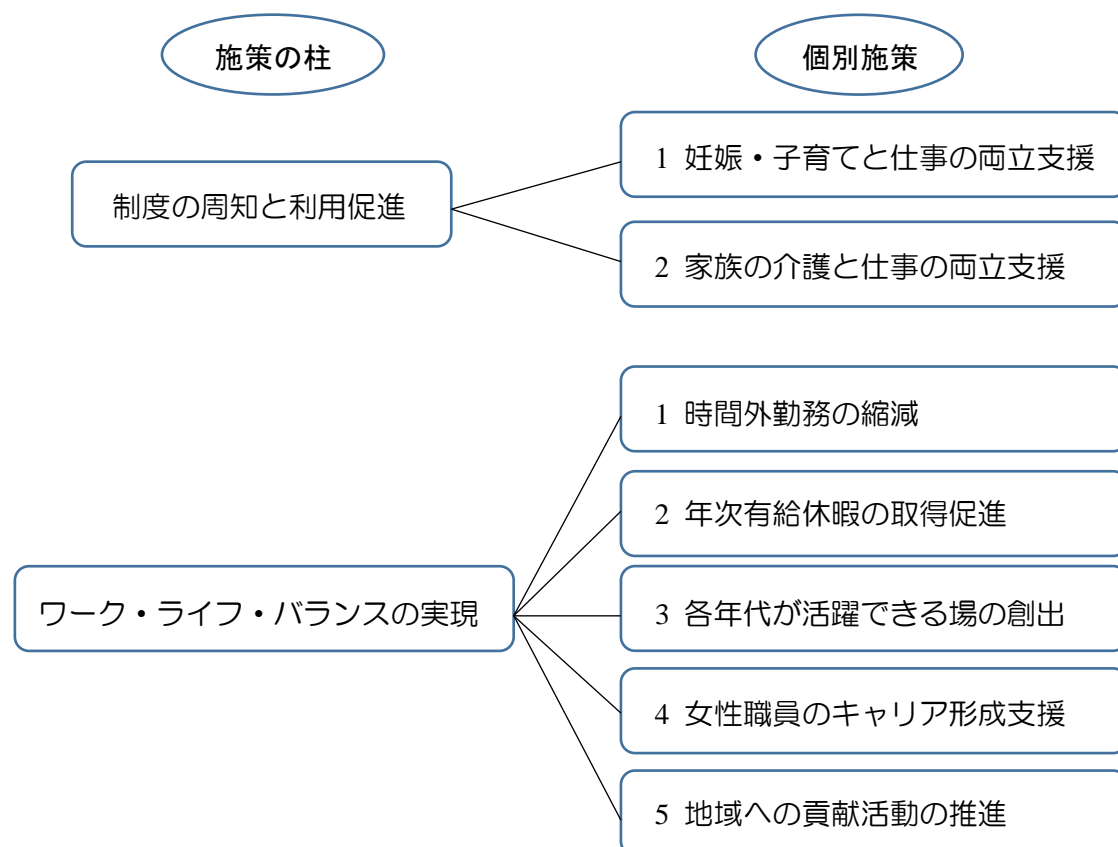 施策の柱
個別施策
制度の周知と利用促進
1 妊娠・子育てと仕事の両立支援
2 家族の介護と仕事の両立支援
ワーク・ライフ・バランスの実現
1 時間外勤務の縮減
2 年次有給休暇の取得促進
3 各年代が活躍できる場の創出
4 女性職員のキャリア形成支援
5 地域への貢献活動の推進